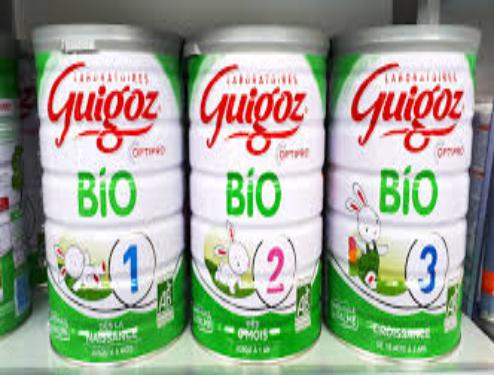 LABORATOIRES
Guigoz
OPTIPRO
BIO
1
DÈS LA
NAISSANCE
LABORATOIRES
Guigoz
OPTIPRO
BIO
2
DÈS
6 MOIS
LABORATOIRES
Guigoz
OPTIPRO
BIO
3
CROISSANCE